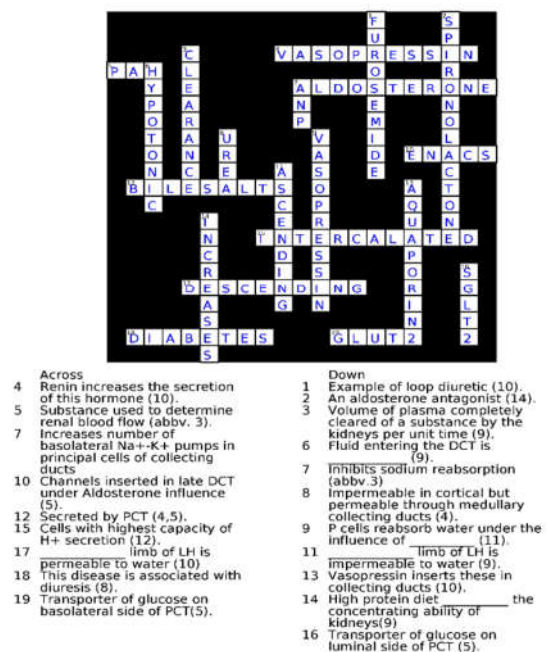 FUROSEMIDE
SPIRONOLACTONE
CLEARANCE
VASOPRESSIN
PAH
HYPOTONIC
ALDOSTERONE
ANP
UREA
VASOPRESSIN
ENACS
ASCENDING
BILESALTS
AQUAPORIN2
INCREASES
INTERCALATED
SGLT2
DESCENDING
DIABETES
GLUT2
Across
4 Renin increases the secretion
of this hormone (10).
5 Substance used to determine
renal blood flow (abbv. 3).
7 Increases number of
basolateral Na+-K+ pumps in
principal cells of collecting
ducts
10 Channels inserted in late DCT
under Aldosterone influence
(5).
12 Secreted by PCT (4,5).
15 Cells with highest capacity of
H+ secretion (12).
17 __________ limb of LH is
permeable to water (10)
18 This disease is associated with
diuresis (8).
19 Transporter of glucose on
basolateral side of PCT(5).
Down
1 Example of loop diuretic (10).
2 An aldosterone antagonist (14).
3 Volume of plasma completely
cleared of a substance by the
kidneys per unit time (9).
6 Fluid entering the DCT is
__________ (9).
7 Inhibits sodium reabsorption
(abbv.3)
8 Impermeable in cortical but
permeable through medullary
collecting ducts (4).
9 P cells reabsorb water under the
influence of __________ (11).
11 __________ limb of LH is
impermeable to water (9).
13 Vasopressin inserts these in
collecting ducts (10).
14 High protein diet __________ the
concentrating ability of
kidneys(9)
16 Transporter of glucose on
luminal side of PCT (5).